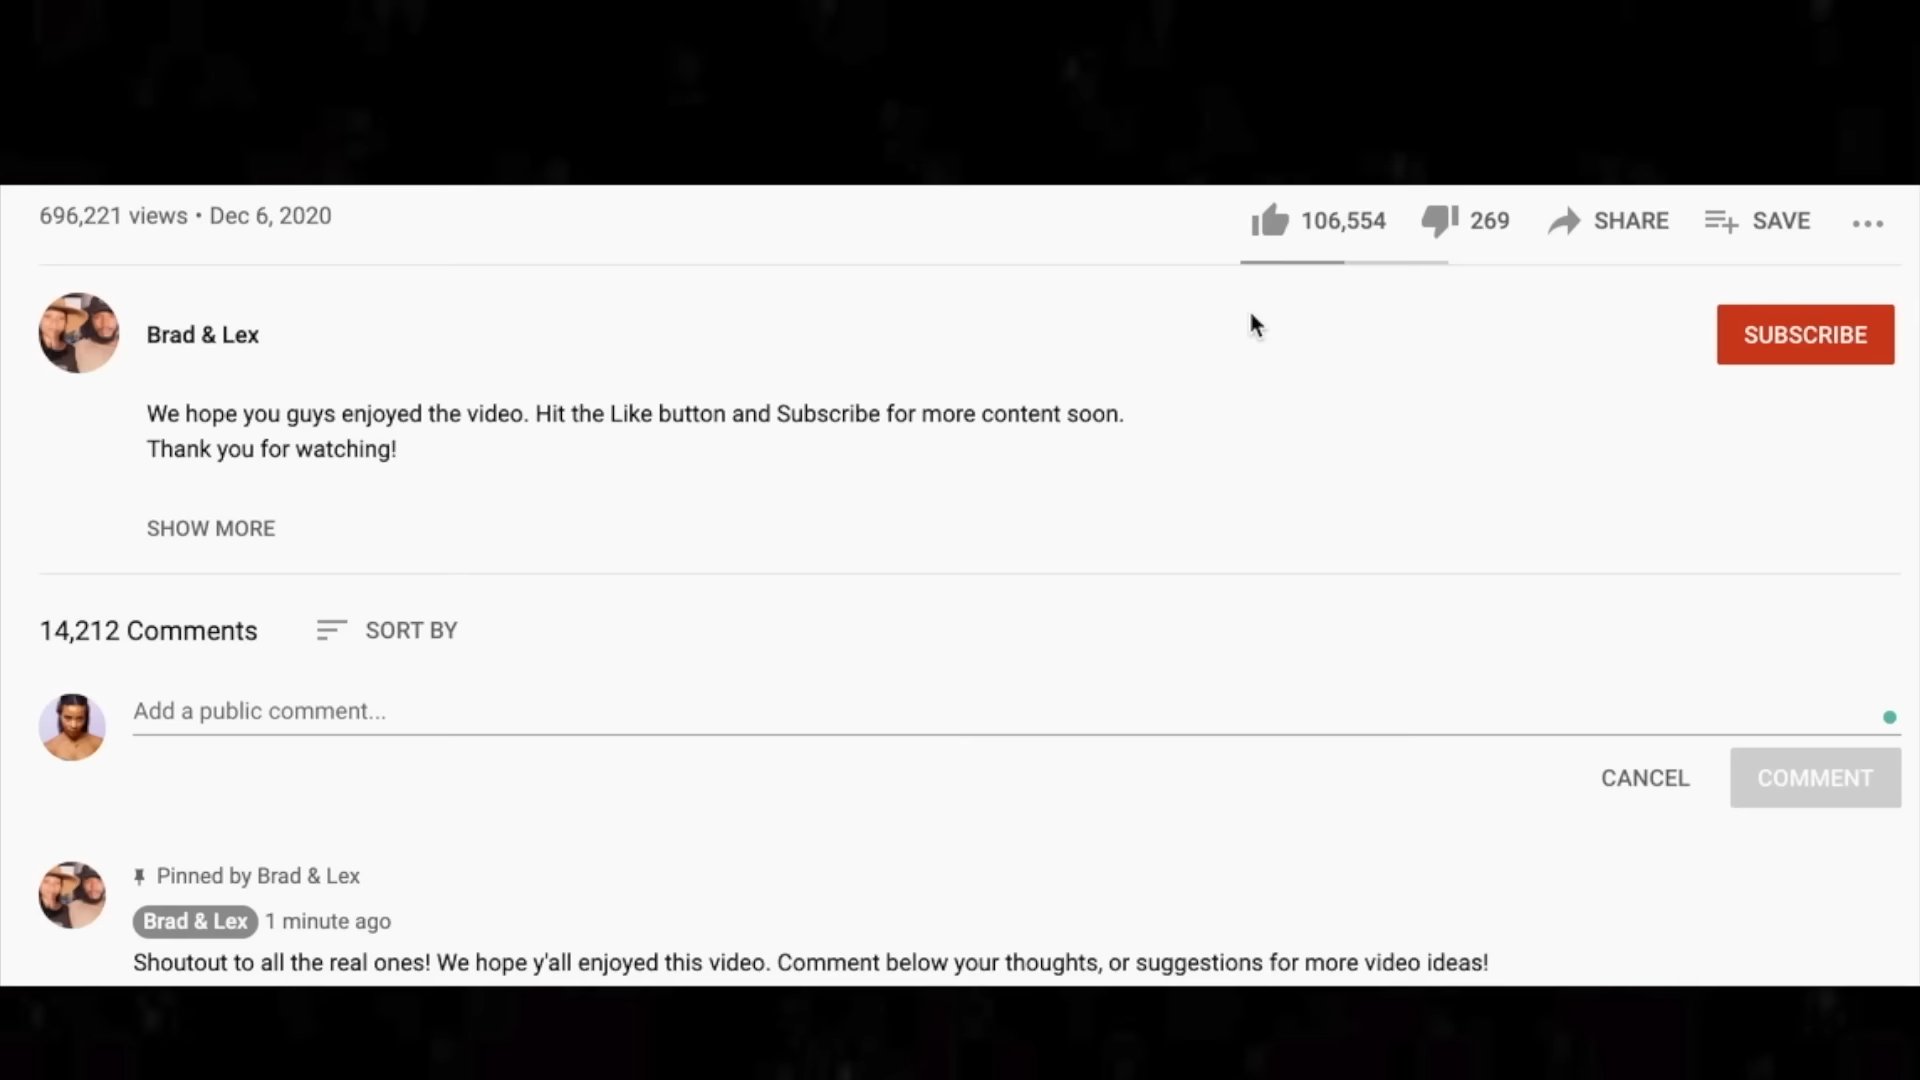 696,221 views • Dec 6, 2020
106,554
269
SHARE
SAVE
Brad & Lex
SUBSCRIBE
We hope you guys enjoyed the video. Hit the Like button and Subscribe for more content soon.
Thank you for watching!
SHOW MORE
14,212 Comments
SORT BY
Add a public comment...
CANCEL
COMMENT
Pinned by Brad & Lex
Brad & Lex 1 minute ago
Shoutout to all the real ones! We hope y'all enjoyed this video. Comment below your thoughts, or suggestions for more video ideas!